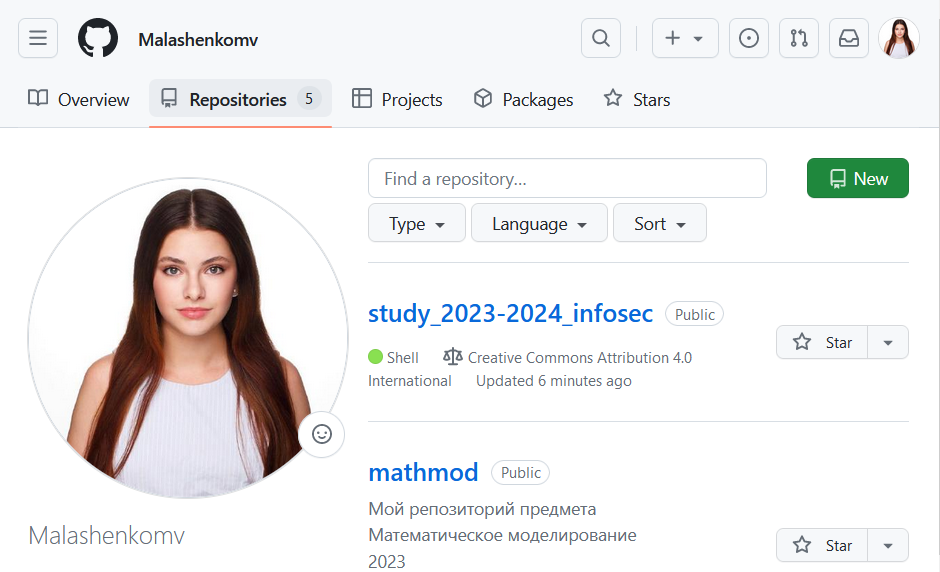 Malashenkomv
Overview Repositories 5 Projects Packages Stars
Find a repository... New
Type Language Sort
study_2023-2024_infosec Public
Star
Shell Creative Commons Attribution 4.0
International Updated 6 minutes ago
mathmod Public
Мой репозиторий предмета
Математическое моделирование
2023
Star
Malashenkomv